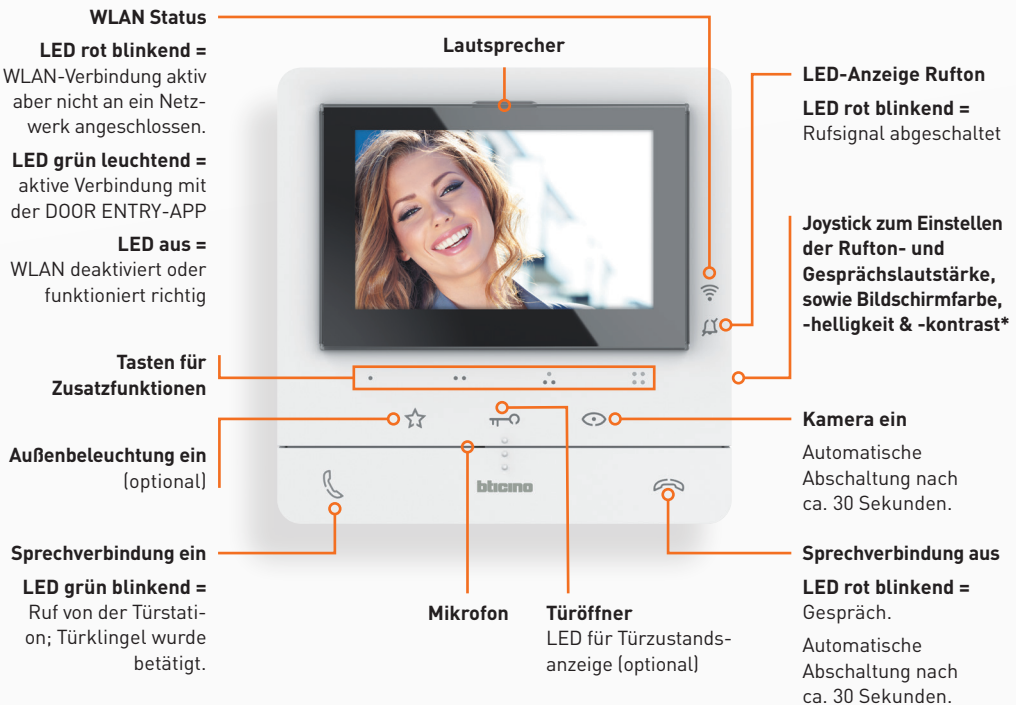 WLAN Status
LED rot blinkend =
WLAN-Verbindung aktiv
aber nicht an ein Netz-
werk angeschlossen.
LED grün leuchtend =
aktive Verbindung mit
der DOOR ENTRY-APP
LED aus =
WLAN deaktiviert oder
funktioniert richtig
Tasten für
Zusatzfunktionen
Außenbeleuchtung ein
(optional)
Sprechverbindung ein
LED grün blinkend =
Ruf von der Türstati-
on; Türklingel wurde
betätigt.
Lautsprecher
bticino
Mikrofon
Türöffner
LED für Türzustands-
anzeige (optional)
LED-Anzeige Rufton
LED rot blinkend =
Rufsignal abgeschaltet
Joystick zum Einstellen
der Rufton- und
Gesprächslautstärke,
sowie Bildschirmfarbe,
-helligkeit & -kontrast*
Kamera ein
Automatische
Abschaltung nach
ca. 30 Sekunden.
Sprechverbindung aus
LED rot blinkend =
Gespräch.
Automatische
Abschaltung nach
ca. 30 Sekunden.